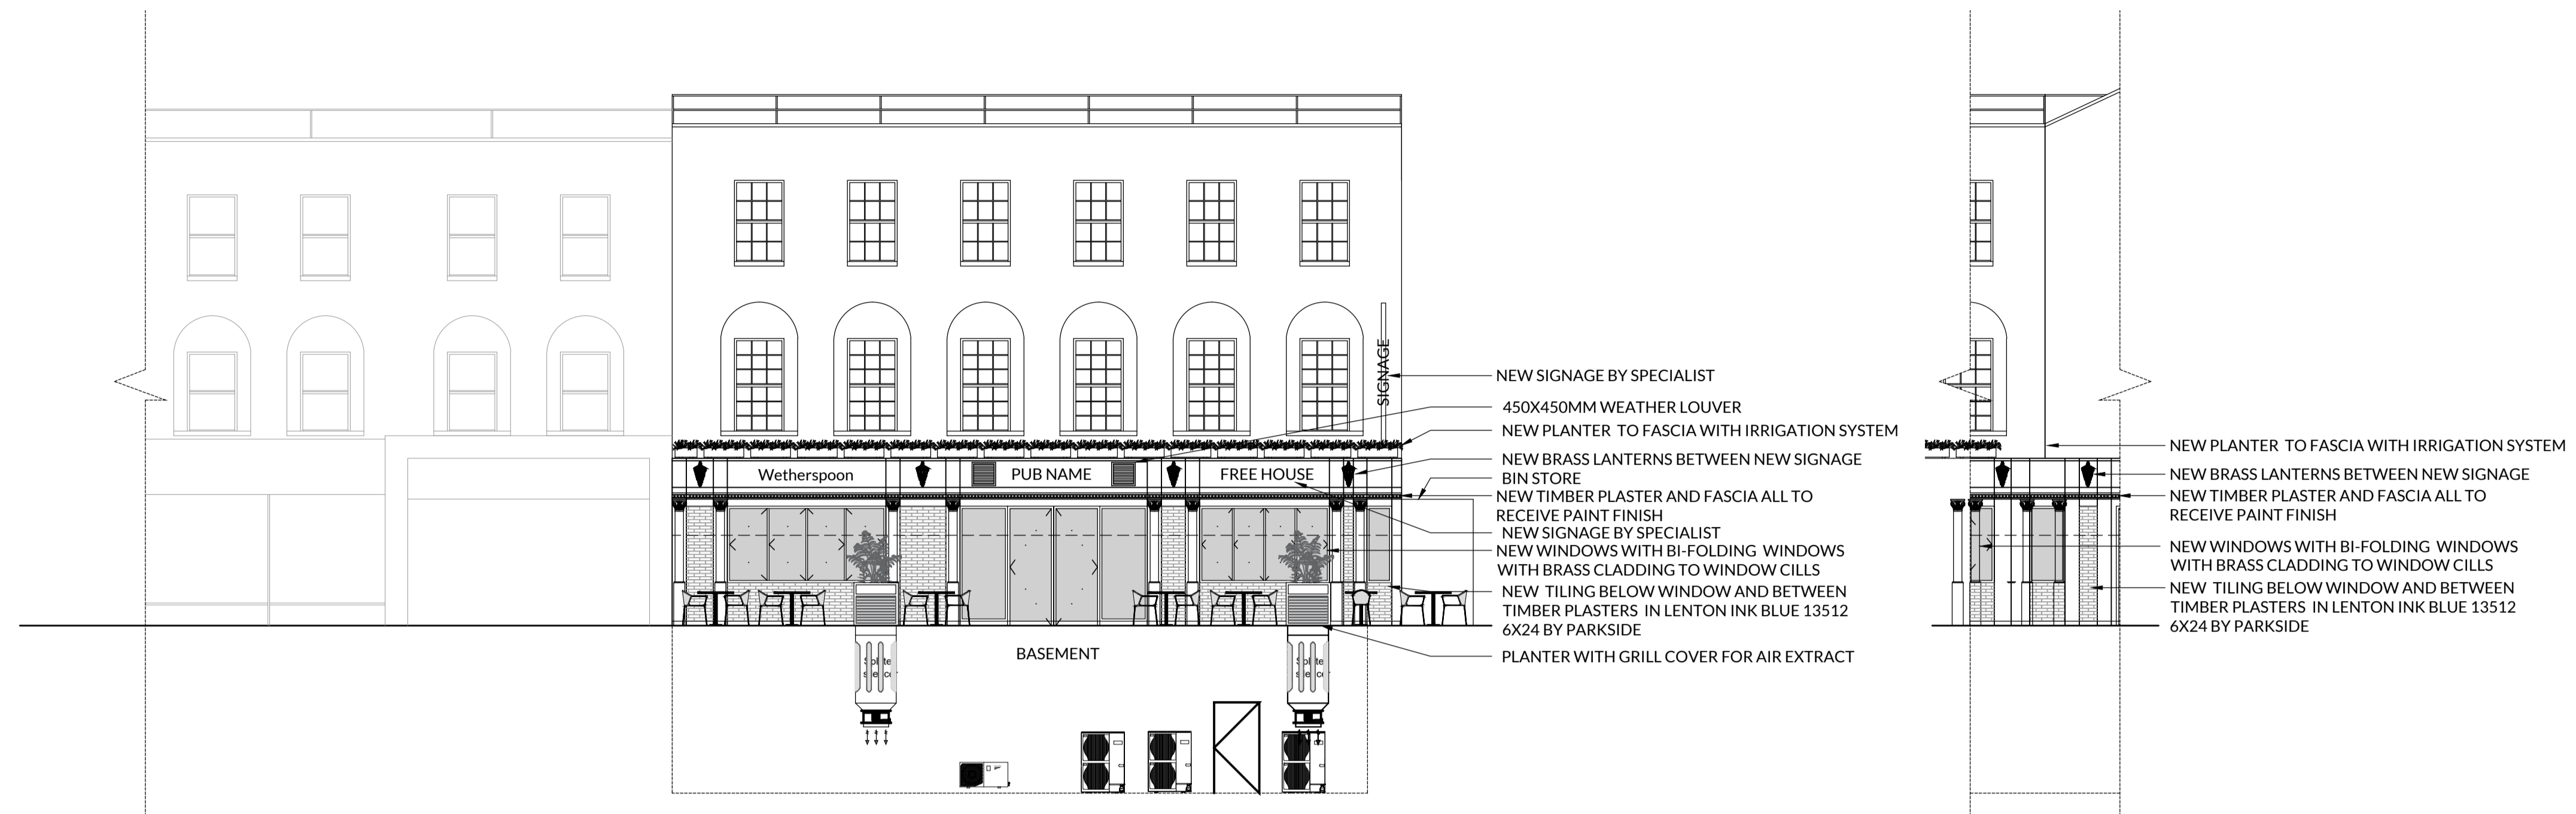 SIGNAGE
NEW SIGNAGE BY SPECIALIST
450X450MM WEATHER LOUVER
NEW PLANTER TO FASCIA WITH IRRIGATION SYSTEM
NEW BRASS LANTERNS BETWEEN NEW SIGNAGE
BIN STORE
NEW TIMBER PLASTER AND FASCIA ALL TO
RECEIVE PAINT FINISH
NEW SIGNAGE BY SPECIALIST
NEW WINDOWS WITH BI-FOLDING WINDOWS
WITH BRASS CLADDING TO WINDOW CILLS
NEW TILING BELOW WINDOW AND BETWEEN
TIMBER PLASTERS IN LENTON INK BLUE 13512
6X24 BY PARKSIDE
PLANTER WITH GRILL COVER FOR AIR EXTRACT
Wetherspoon
PUB NAME
FREE HOUSE
BASEMENT
NEW PLANTER TO FASCIA WITH IRRIGATION SYSTEM
NEW BRASS LANTERNS BETWEEN NEW SIGNAGE
NEW TIMBER PLASTER AND FASCIA ALL TO
RECEIVE PAINT FINISH
NEW WINDOWS WITH BI-FOLDING WINDOWS
WITH BRASS CLADDING TO WINDOW CILLS
NEW TILING BELOW WINDOW AND BETWEEN
TIMBER PLASTERS IN LENTON INK BLUE 13512
6X24 BY PARKSIDE